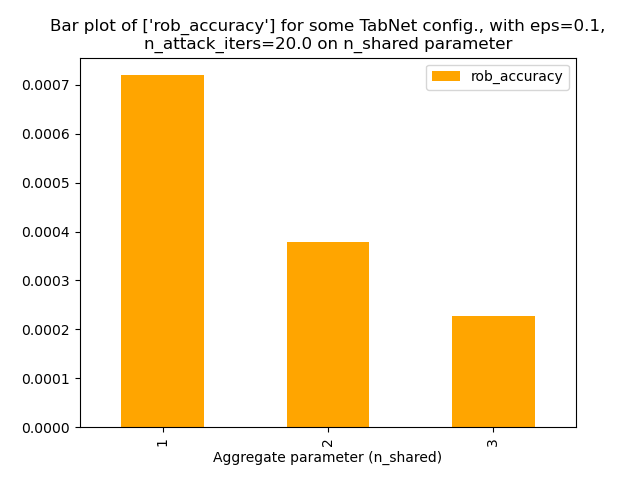 Bar plot of ['rob_accuracy'] for some TabNet config., with eps=0.1,
n_attack_iters=20.0 on n_shared parameter
rob_accuracy
0.0007
0.0006
0.0005
0.0004
0.0003
0.0002
0.0001
0.0000
1
2
3
Aggregate parameter (n_shared)